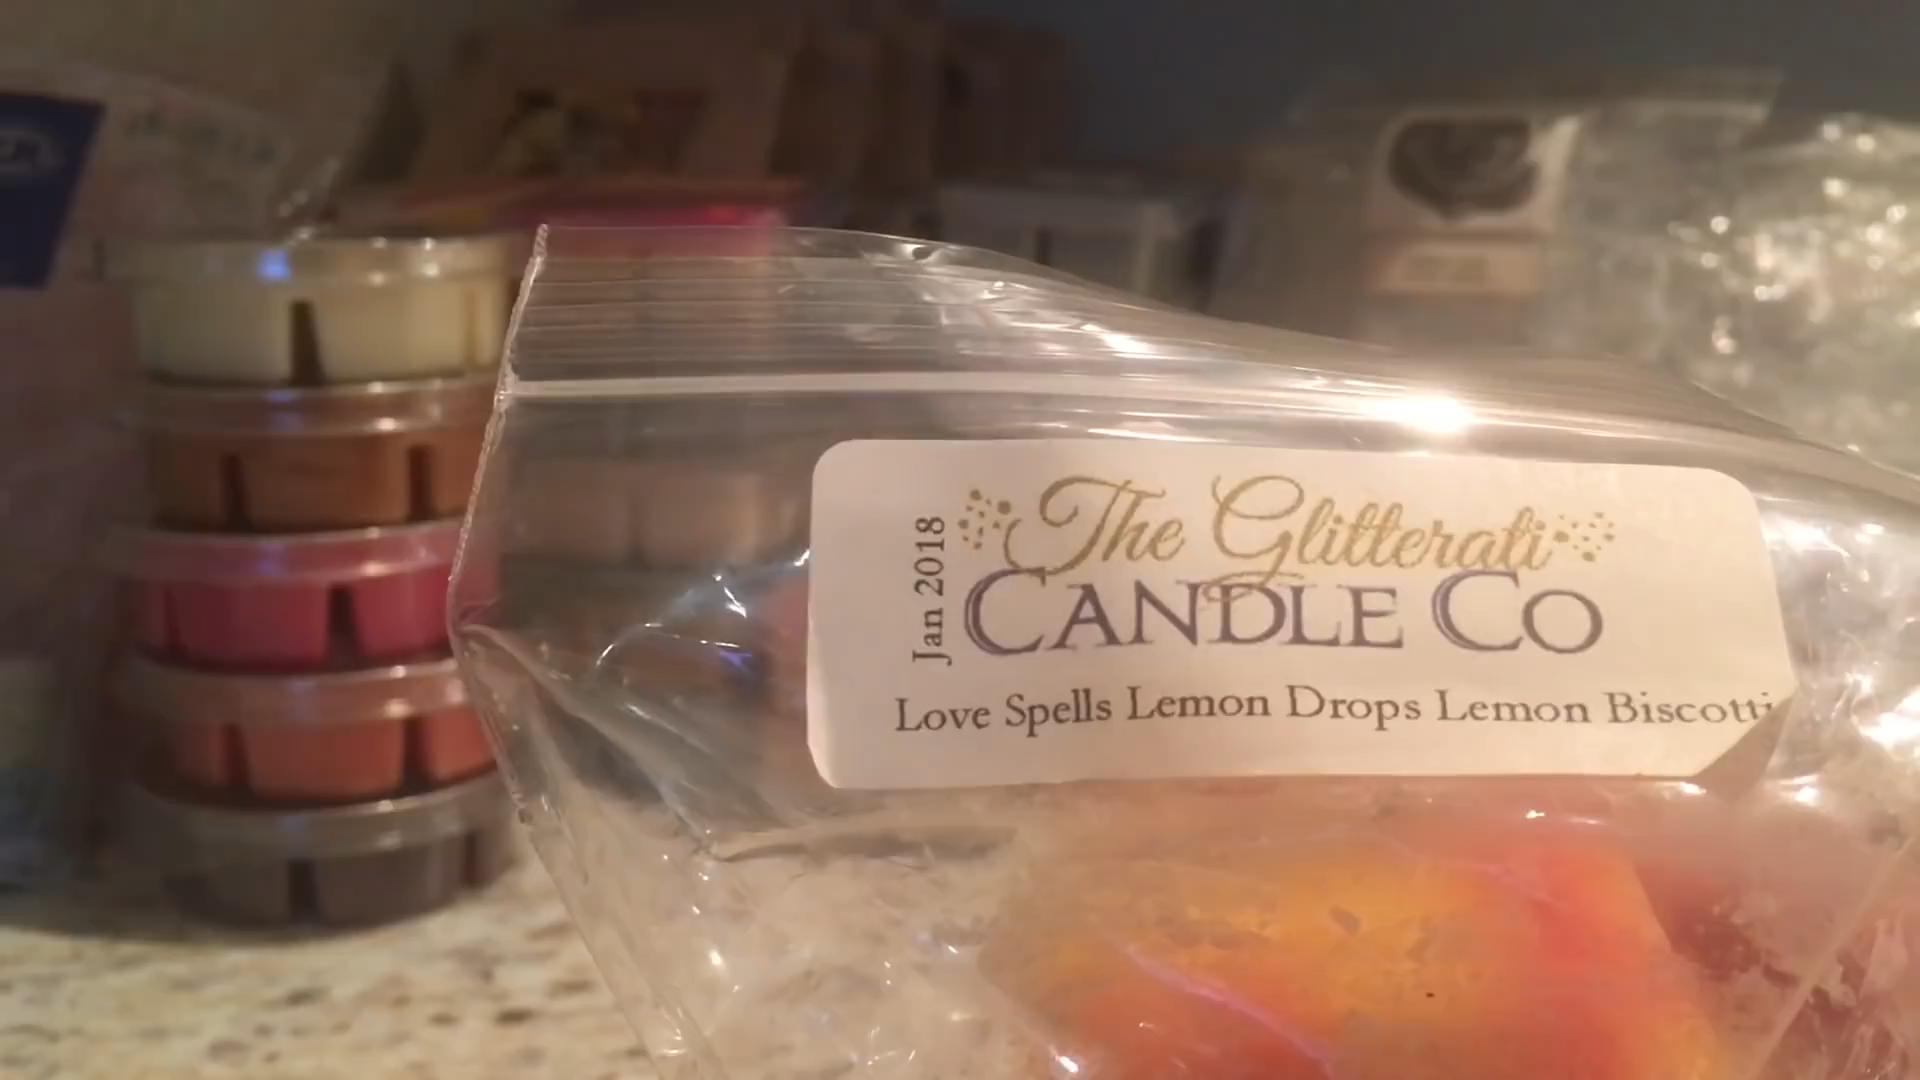 Jan 2018
The Glitterati
CANDLE CO
Love Spells Lemon Drops Lemon Biscotti